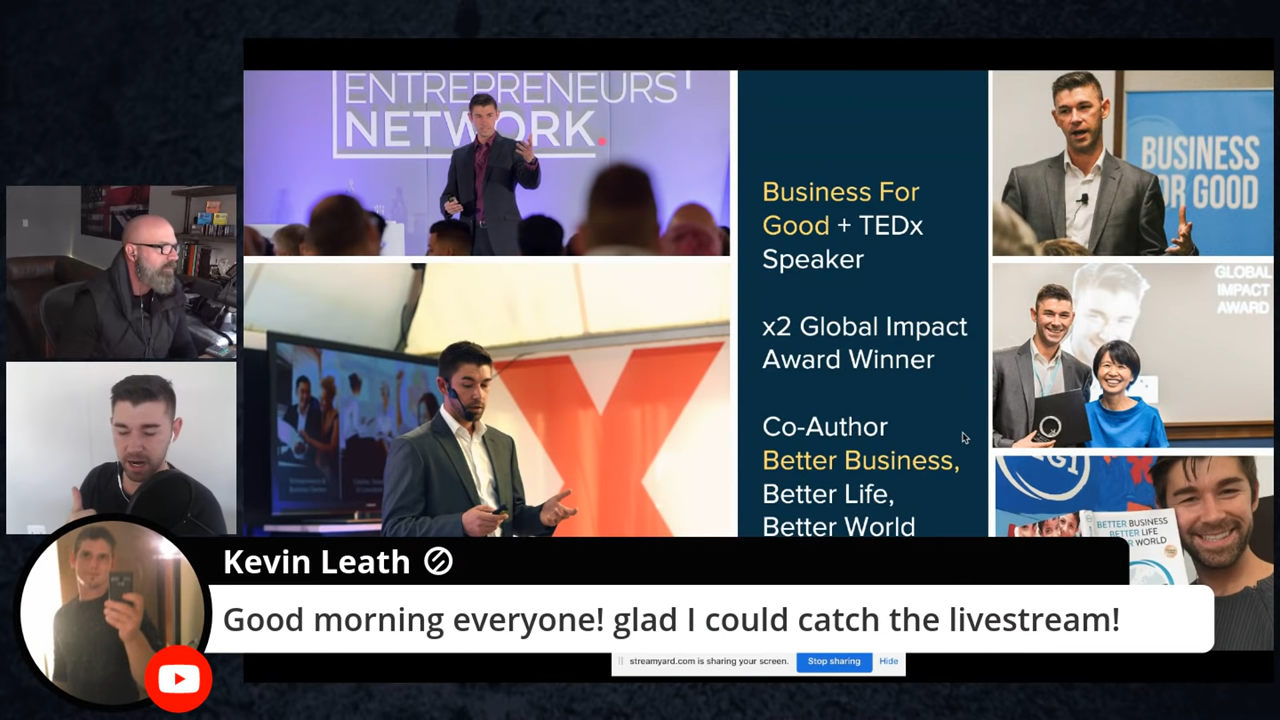 ENTREPRENEURS'
NETWORK.
Business For
Good + TEDx
Speaker
x2 Global Impact
Award Winner
Co-Author
Better Business,
Better Life,
Better World
BUSINESS
FOR GOOD
GLOBAL
IMPACT
AWARD
BETTER BUSINESS
BETTER LIFE
WORLD
Kevin Leath
Good morning everyone! glad I could catch the livestream!
streamyard.com is sharing your screen.
Stop sharing
Hide